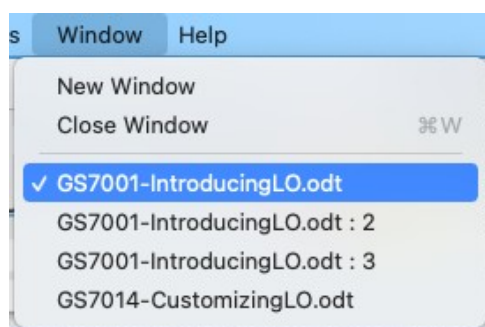 s Window Help
New Window
Close Window ⌘W
✓ GS7001-IntroducingLO.odt
GS7001-IntroducingLO.odt : 2
GS7001-IntroducingLO.odt : 3
GS7014-CustomizingLO.odt